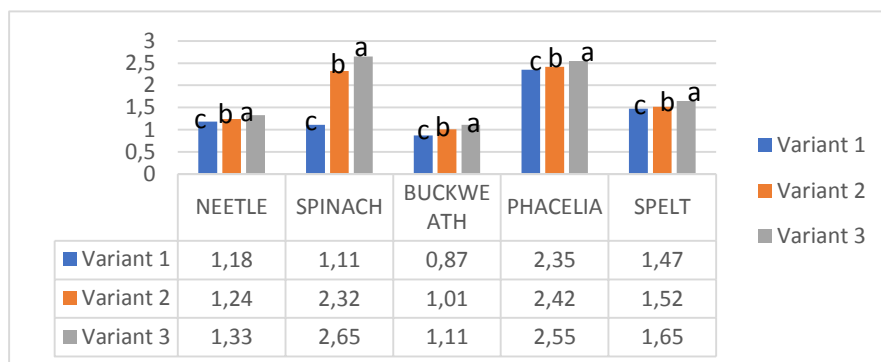 3
2,5
2
1,5
1
0,5
0
c b a
c b a
c b a
c b a
c b a
NEETLE SPINACH BUCKWE PHACELIA SPELT
ATH
Variant 1 1,18 1,11 0,87 2,35 1,47
Variant 2 1,24 2,32 1,01 2,42 1,52
Variant 3 1,33 2,65 1,11 2,55 1,65
Variant 1
Variant 2
Variant 3